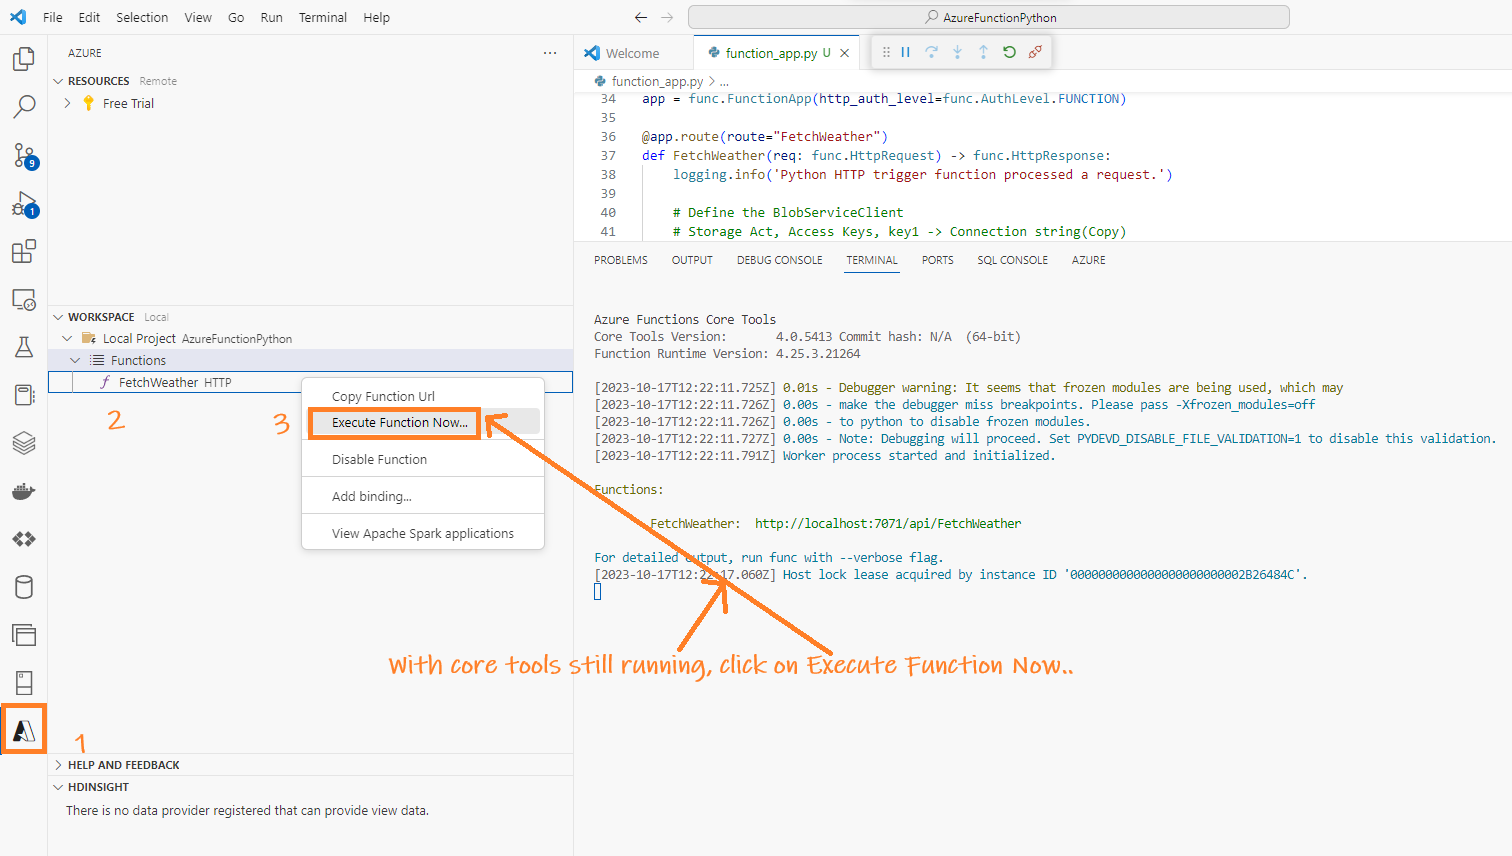 File Edit Selection View Go Run Terminal Help
AzureFunctionPython
AZURE
RESOURCES Remote
Free Trial
9
1
WORKSPACE Local
Local Project AzureFunctionPython
Functions
FetchWeather HTTP
2
3
Copy Function Url
Execute Function Now...
Disable Function
Add binding...
View Apache Spark applications
1
HELP AND FEEDBACK
HDINSIGHT
There is no data provider registered that can provide view data.
Welcome
function_app.py U
function_app.py > ...
34 app = func.FunctionApp(http_auth_level=func.AuthLevel.FUNCTION)
35
36 @app.route(route="FetchWeather")
37 def FetchWeather(req: func.HttpRequest) -> func.HttpResponse:
38 logging.info('Python HTTP trigger function processed a request.')
39
40 # Define the BlobServiceClient
41 # Storage Act, Access Keys, key1 -> Connection string(Copy)
PROBLEMS OUTPUT DEBUG CONSOLE TERMINAL PORTS SQL CONSOLE AZURE
Azure Functions Core Tools
Core Tools Version: 4.0.5413 Commit hash: N/A (64-bit)
Function Runtime Version: 4.25.3.21264
[2023-10-17T12:22:11.725Z] 0.01s - Debugger warning: It seems that frozen modules are being used, which may
[2023-10-17T12:22:11.726Z] 0.00s - make the debugger miss breakpoints. Please pass -Xfrozen_modules=off
[2023-10-17T12:22:11.726Z] 0.00s - to python to disable frozen modules.
[2023-10-17T12:22:11.727Z] 0.00s - Note: Debugging will proceed. Set PYDEVD_DISABLE_FILE_VALIDATION=1 to disable this validation.
[2023-10-17T12:22:11.791Z] Worker process started and initialized.
Functions:
FetchWeather: http://localhost:7071/api/FetchWeather
For detailed output, run func with --verbose flag.
[2023-10-17T12:22:17.060Z] Host lock lease acquired by instance ID '0000000000000000000000002B26484C'.
With core tools still running, click on Execute Function Now..